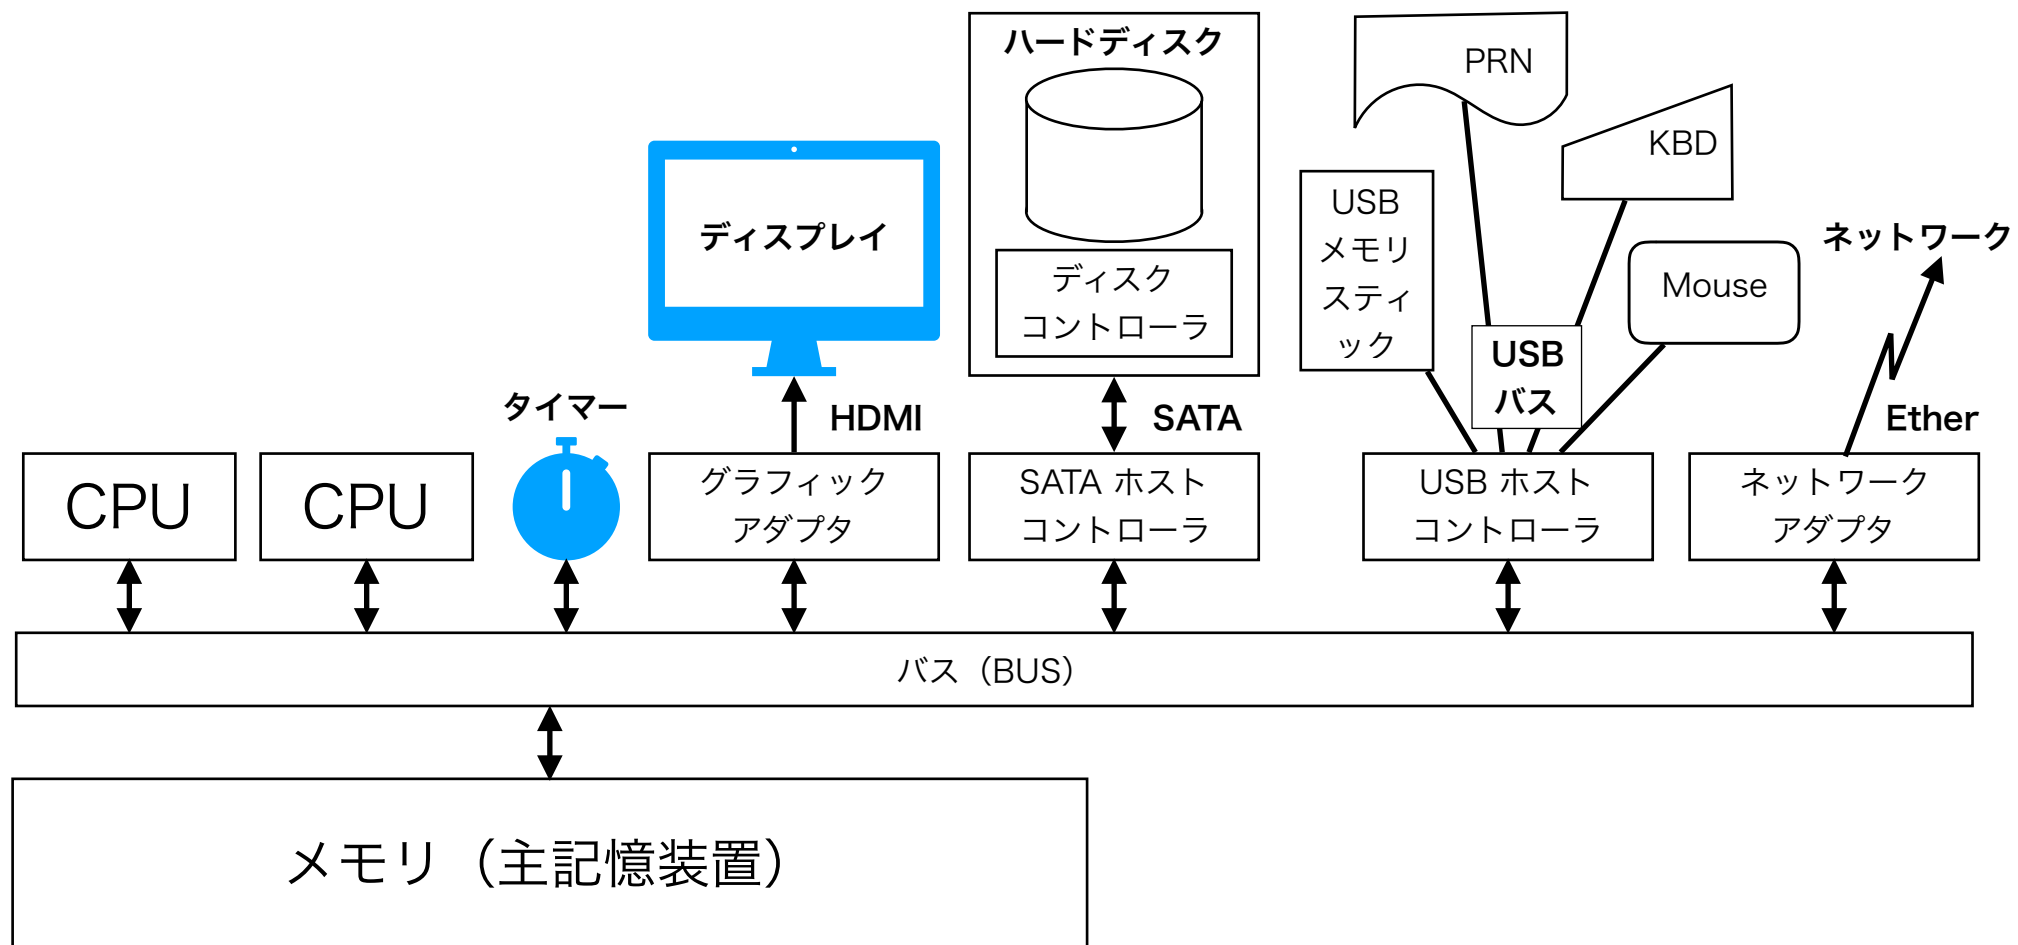 ハードディスク
PRN
KBD
USB
メモリ
スティ
ック
ディスプレイ
ネットワーク
ディスク
コントローラ
Mouse
USB
バス
タイマー
HDMI
SATA
Ether
CPU
CPU
グラフィック
アダプタ
SATA ホスト
コントローラ
USB ホスト
コントローラ
ネットワーク
アダプタ
バス（BUS）
メモリ（主記憶装置）